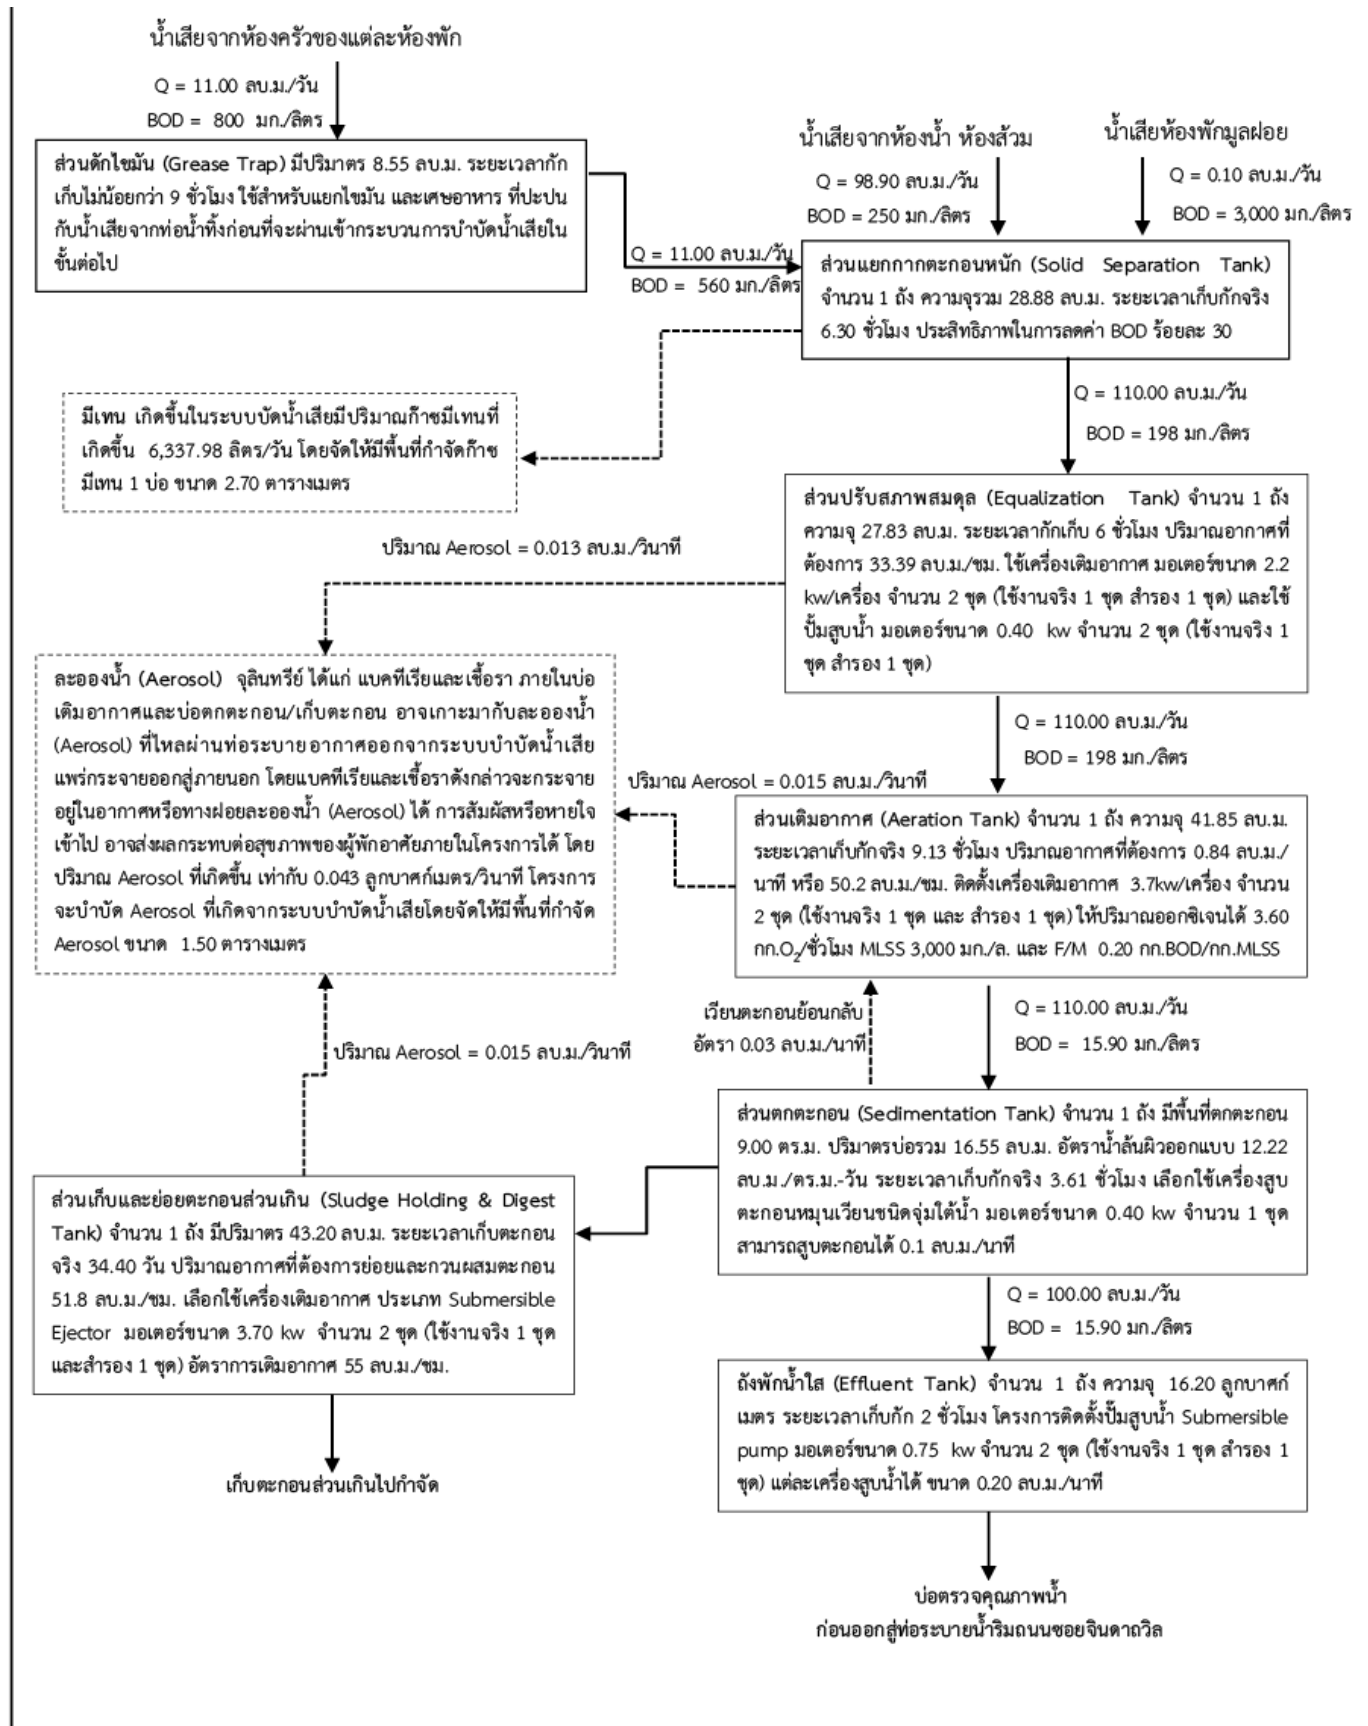 น้ำเสียจากห้องครัวของแต่ละห้องพัก
Q = 11.00 ลบ.ม./วัน
BOD = 800 มก./ลิตร
ส่วนดักไขมัน (Grease Trap) มีปริมาตร 8.55 ลบ.ม. ระยะเวลากัก
เก็บไม่น้อยกว่า 9 ชั่วโมง ใช้สำหรับแยกไขมัน และเศษอาหาร ที่ปะปน
กับน้ำเสียจากท่อน้ำทิ้งก่อนที่จะผ่านเข้ากระบวนการบำบัดน้ำเสียใน
ขั้นต่อไป
น้ำเสียจากห้องน้ำ ห้องส้วม
Q = 98.90 ลบ.ม./วัน
BOD = 250 มก./ลิตร
น้ำเสียห้องพักมูลฝอย
Q = 0.10 ลบ.ม./วัน
BOD = 3,000 มก./ลิตร
Q = 11.00 ลบ.ม./วัน
BOD = 560 มก./ลิตร
ส่วนแยกกากตะกอนหนัก (Solid Separation Tank)
จำนวน 1 ถัง ความจุรวม 28.88 ลบ.ม. ระยะเวลาเก็บกักจริง
6.30 ชั่วโมง ประสิทธิภาพในการลดค่า BOD ร้อยละ 30
Q = 110.00 ลบ.ม./วัน
BOD = 198 มก./ลิตร
มีเทน เกิดขึ้นในระบบบัดน้ำเสียมีปริมาณก๊าซมีเทนที่
เกิดขึ้น 6,337.98 ลิตร/วัน โดยจัดให้มีพื้นที่กำจัดก๊าซ
มีเทน 1 บ่อ ขนาด 2.70 ตารางเมตร
ส่วนปรับสภาพสมดุล (Equalization Tank) จำนวน 1 ถัง
ความจุ 27.83 ลบ.ม. ระยะเวลากักเก็บ 6 ชั่วโมง ปริมาณอากาศที่
ต้องการ 33.39 ลบ.ม./ชม. ใช้เครื่องเติมอากาศ มอเตอร์ขนาด 2.2
kw/เครื่อง จำนวน 2 ชุด (ใช้งานจริง 1 ชุด สำรอง 1 ชุด) และใช้
ปั้มสูบน้ำ มอเตอร์ขนาด 0.40 kw จำนวน 2 ชุด (ใช้งานจริง 1
ชุด สำรอง 1 ชุด)
ปริมาณ Aerosol = 0.013 ลบ.ม./วินาที
ละอองน้ำ (Aerosol) จุลินทรีย์ ได้แก่ แบคทีเรียและเชื้อรา ภายในบ่อ
เติมอากาศและบ่อตกตะกอน/เก็บตะกอน อาจเกาะมากับละอองน้ำ
(Aerosol) ที่ไหลผ่านท่อระบายอากาศออกจากระบบบำบัดน้ำเสีย
แพร่กระจายออกสู่ภายนอก โดยแบคทีเรียและเชื้อราดังกล่าวจะกระจาย
อยู่ในอากาศหรือทางฝอยละอองน้ำ (Aerosol) ได้ การสัมผัสหรือหายใจ
เข้าไป อาจส่งผลกระทบต่อสุขภาพของผู้พักอาศัยภายในโครงการได้ โดย
ปริมาณ Aerosol ที่เกิดขึ้น เท่ากับ 0.043 ลูกบาศก์เมตร/วินาที โครงการ
จะบำบัด Aerosol ที่เกิดจากระบบบำบัดน้ำเสียโดยจัดให้มีพื้นที่กำจัด
Aerosol ขนาด 1.50 ตารางเมตร
Q = 110.00 ลบ.ม./วัน
BOD = 198 มก./ลิตร
ปริมาณ Aerosol = 0.015 ลบ.ม./วินาที
ส่วนเติมอากาศ (Aeration Tank) จำนวน 1 ถัง ความจุ 41.85 ลบ.ม.
ระยะเวลาเก็บกักจริง 9.13 ชั่วโมง ปริมาณอากาศที่ต้องการ 0.84 ลบ.ม./
นาที หรือ 50.2 ลบ.ม./ชม. ติดตั้งเครื่องเติมอากาศ 3.7kw/เครื่อง จำนวน
2 ชุด (ใช้งานจริง 1 ชุด และ สำรอง 1 ชุด) ให้ปริมาณออกซิเจนได้ 3.60
กก.O₂/ชั่วโมง MLSS 3,000 มก./ล. และ F/M 0.20 กก.BOD/กก.MLSS
เวียนตะกอนย้อนกลับ
อัตรา 0.03 ลบ.ม./นาที
Q = 110.00 ลบ.ม./วัน
BOD = 15.90 มก./ลิตร
ปริมาณ Aerosol = 0.015 ลบ.ม./วินาที
ส่วนตกตะกอน (Sedimentation Tank) จำนวน 1 ถัง มีพื้นที่ตกตะกอน
9.00 ตร.ม. ปริมาตรบ่อรวม 16.55 ลบ.ม. อัตราน้ำล้นผิวออกแบบ 12.22
ลบ.ม./ตร.ม.-วัน ระยะเวลาเก็บกักจริง 3.61 ชั่วโมง เลือกใช้เครื่องสูบ
ตะกอนหมุนเวียนชนิดจุ่มใต้น้ำ มอเตอร์ขนาด 0.40 kw จำนวน 1 ชุด
สามารถสูบตะกอนได้ 0.1 ลบ.ม./นาที
ส่วนเก็บและย่อยตะกอนส่วนเกิน (Sludge Holding & Digest
Tank) จำนวน 1 ถัง มีปริมาตร 43.20 ลบ.ม. ระยะเวลาเก็บตะกอน
จริง 34.40 วัน ปริมาณอากาศที่ต้องการย่อยและกวนผสมตะกอน
51.8 ลบ.ม./ชม. เลือกใช้เครื่องเติมอากาศ ประเภท Submersible
Ejector มอเตอร์ขนาด 3.70 kw จำนวน 2 ชุด (ใช้งานจริง 1 ชุด
และสำรอง 1 ชุด) อัตราการเติมอากาศ 55 ลบ.ม./ชม.
Q = 100.00 ลบ.ม./วัน
BOD = 15.90 มก./ลิตร
ถังพักน้ำใส (Effluent Tank) จำนวน 1 ถัง ความจุ 16.20 ลูกบาศก์
เมตร ระยะเวลาเก็บกัก 2 ชั่วโมง โครงการติดตั้งปั๊มสูบน้ำ Submersible
pump มอเตอร์ขนาด 0.75 kw จำนวน 2 ชุด (ใช้งานจริง 1 ชุด สำรอง 1
ชุด) แต่ละเครื่องสูบน้ำได้ ขนาด 0.20 ลบ.ม./นาที
เก็บตะกอนส่วนเกินไปกำจัด
บ่อตรวจคุณภาพน้ำ
ก่อนออกสู่ท่อระบายน้ำริมถนนซอยจินดาถวิล